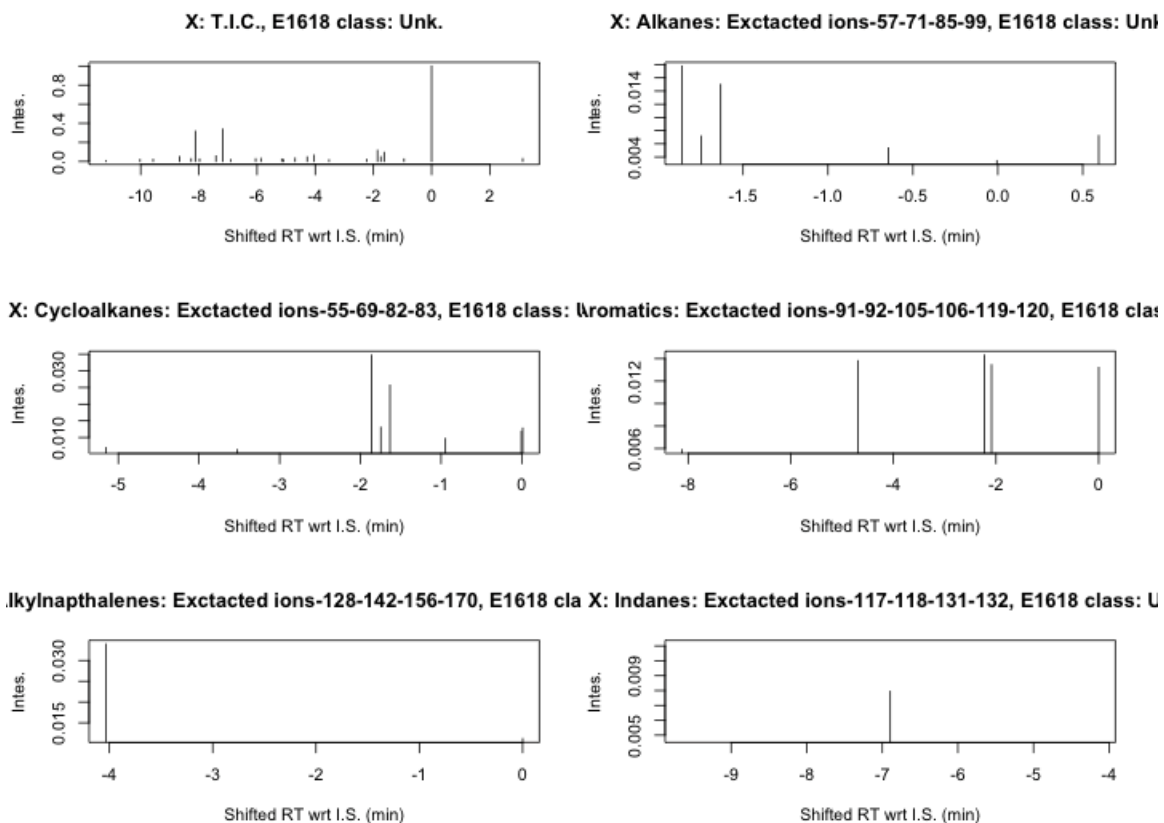 X: T.I.C., E1618 class: Unk.
Intes.
0.0 0.4 0.8
-10 -8 -6 -4 -2 0 2
Shifted RT wrt I.S. (min)
X: Alkanes: Exctacted ions-57-71-85-99, E1618 class: Unk
Intes.
0.004 0.014
-1.5 -1.0 -0.5 0.0 0.5
Shifted RT wrt I.S. (min)
X: Cycloalkanes: Exctacted ions-55-69-82-83, E1618 class: U
Intes.
0.010 0.030
-5 -4 -3 -2 -1 0
Shifted RT wrt I.S. (min)
Aromatics: Exctacted ions-91-92-105-106-119-120, E1618 clas
Intes.
0.006 0.012
-8 -6 -4 -2 0
Shifted RT wrt I.S. (min)
lkylnapthalenes: Exctacted ions-128-142-156-170, E1618 cla
Intes.
0.015 0.030
-4 -3 -2 -1 0
Shifted RT wrt I.S. (min)
X: Indanes: Exctacted ions-117-118-131-132, E1618 class: U
Intes.
0.005 0.009
-9 -8 -7 -6 -5 -4
Shifted RT wrt I.S. (min)